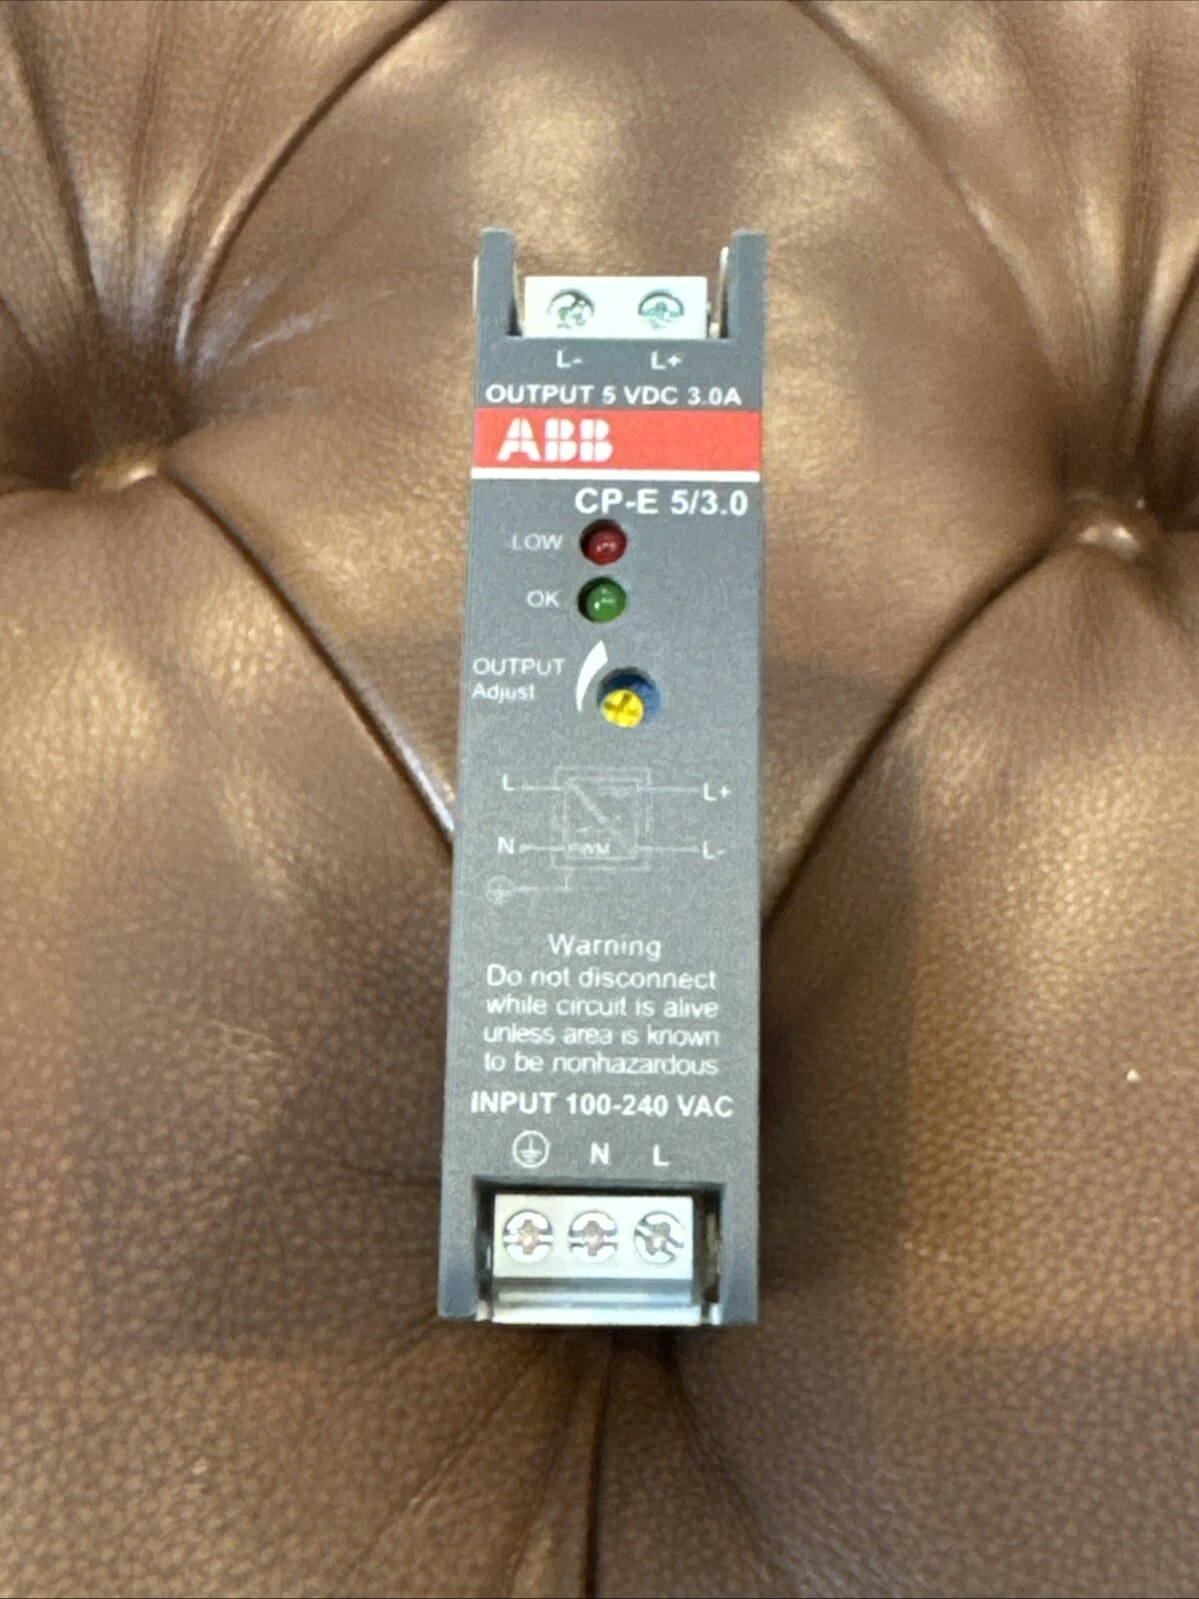 L- L+
OUTPUT 5 VDC 3.0A
ABB
CP-E 5/3.0
LOW
OK
OUTPUT
Adjust
L L+
N L-
Warning
Do not disconnect
while circuit is alive
unless area is known
to be nonhazardous
INPUT 100-240 VAC
N L